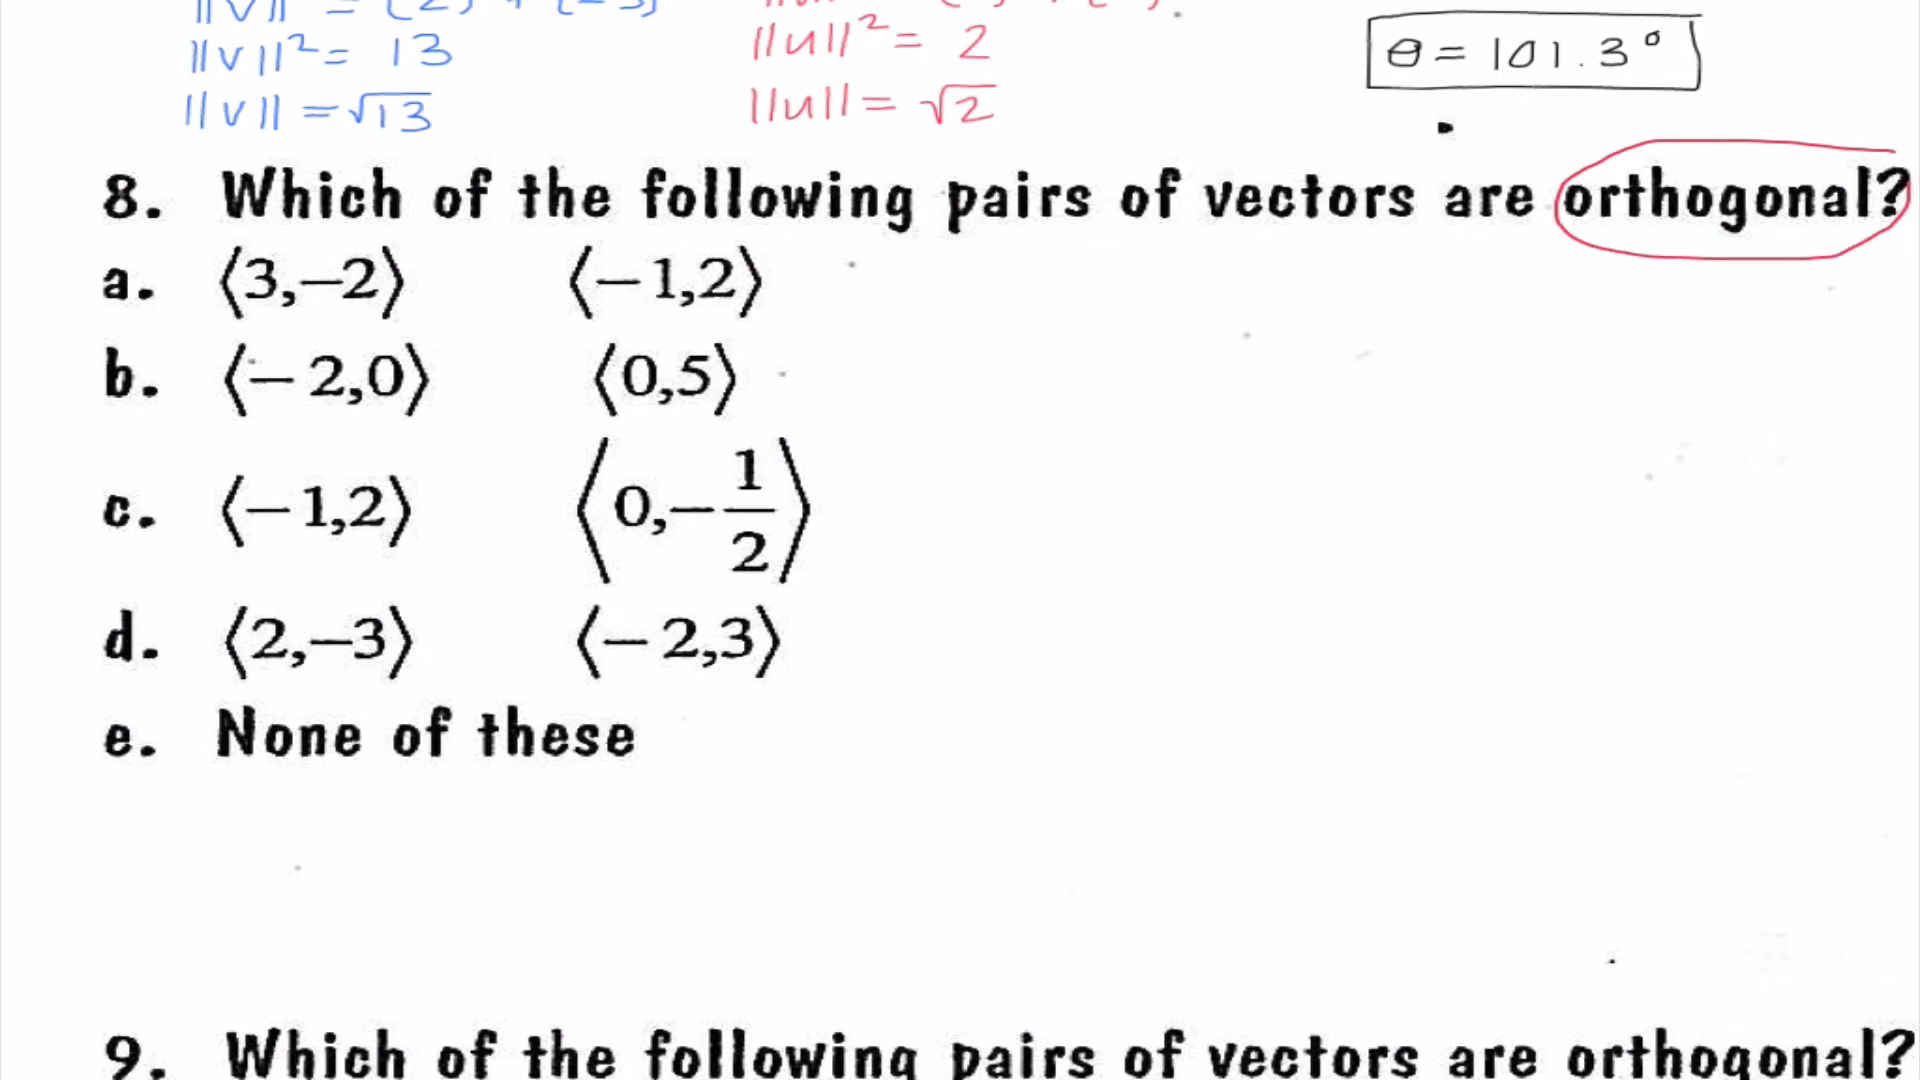 ||v||² = 13
||u||² = 2
θ = 101.3°
||v|| = √13
||u|| = √2
8. Which of the following pairs of vectors are orthogonal?
a. ⟨3,−2⟩ ⟨−1,2⟩
b. ⟨−2,0⟩ ⟨0,5⟩
c. ⟨−1,2⟩ ⟨0,−1/2⟩
d. ⟨2,−3⟩ ⟨−2,3⟩
e. None of these
9. Which of the following pairs of vectors are orthogonal?